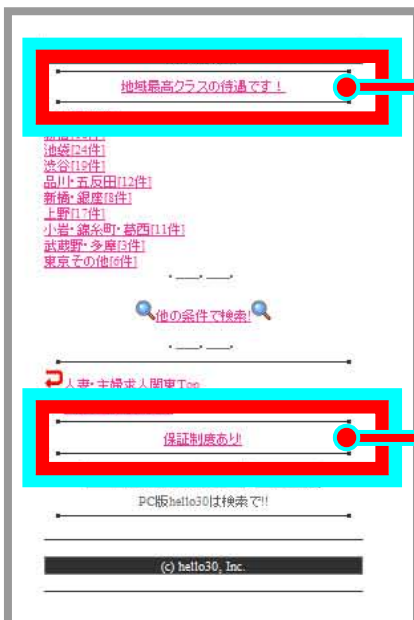 地域最高クラスの待遇です！
池袋[24件]
渋谷[19件]
品川・五反田[12件]
新橋・銀座[8件]
上野[17件]
小岩・錦糸町・葛西[11件]
武蔵野・多摩[3件]
東京その他[6件]
他の条件で検索!
人妻・主婦求人関東Top
保証制度あり!
PC版hello30は検索で!!
(c) hello30, Inc.